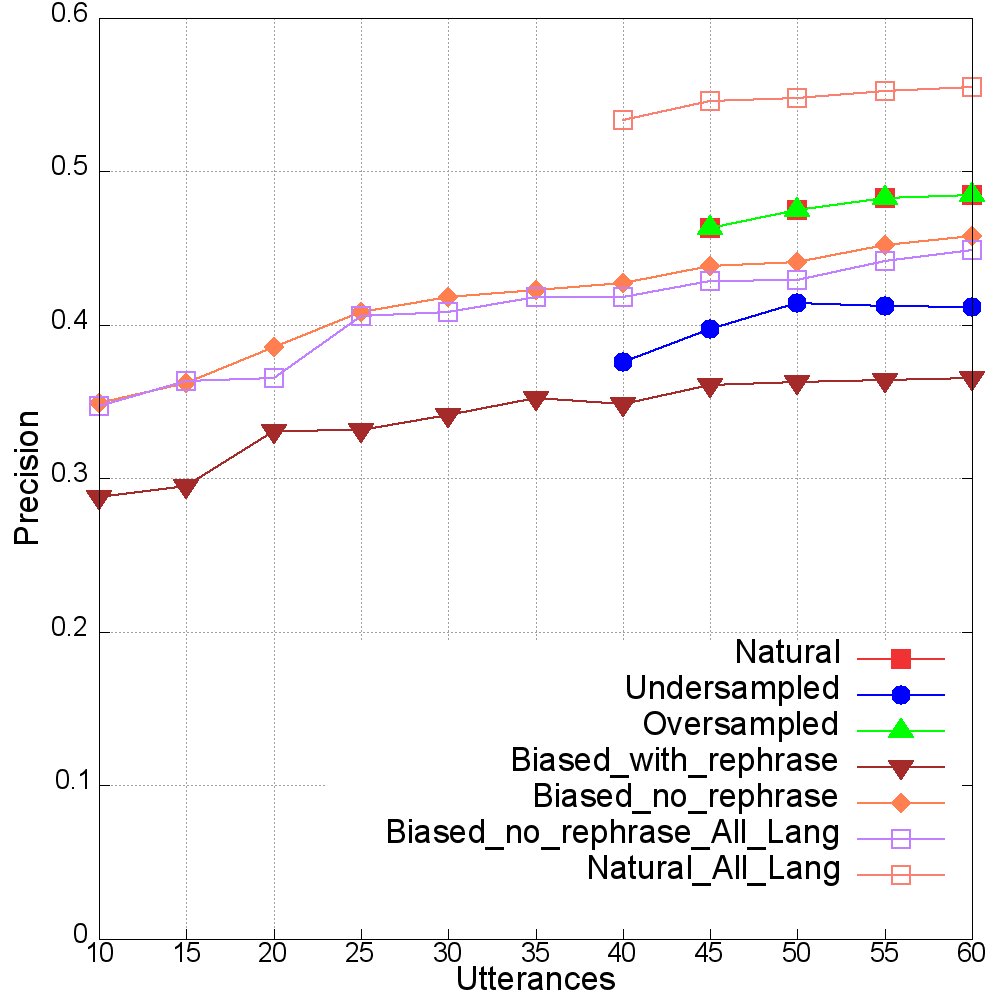 0.6
0.5
0.4
0.3
0.2
0.1
0
Precision
Natural
Undersampled
Oversampled
Biased_with_rephrase
Biased_no_rephrase
Biased_no_rephrase_All_Lang
Natural_All_Lang
10 15 20 25 30 35 40 45 50 55 60
Utterances